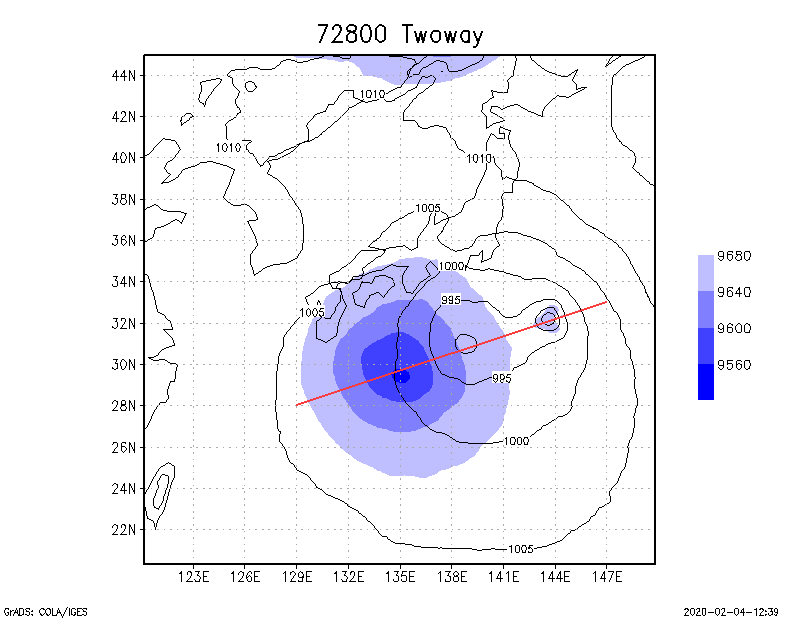 72800 Twoway
44N
42N
40N
38N
36N
34N
32N
30N
28N
26N
24N
22N
123E 126E 129E 132E 135E 138E 141E 144E 147E
1010
1010
1010
1005
1000
995
1005
995
1000
1005
9680
9640
9600
9560
GrADS: COLA/IGES
2020-02-04-12:39